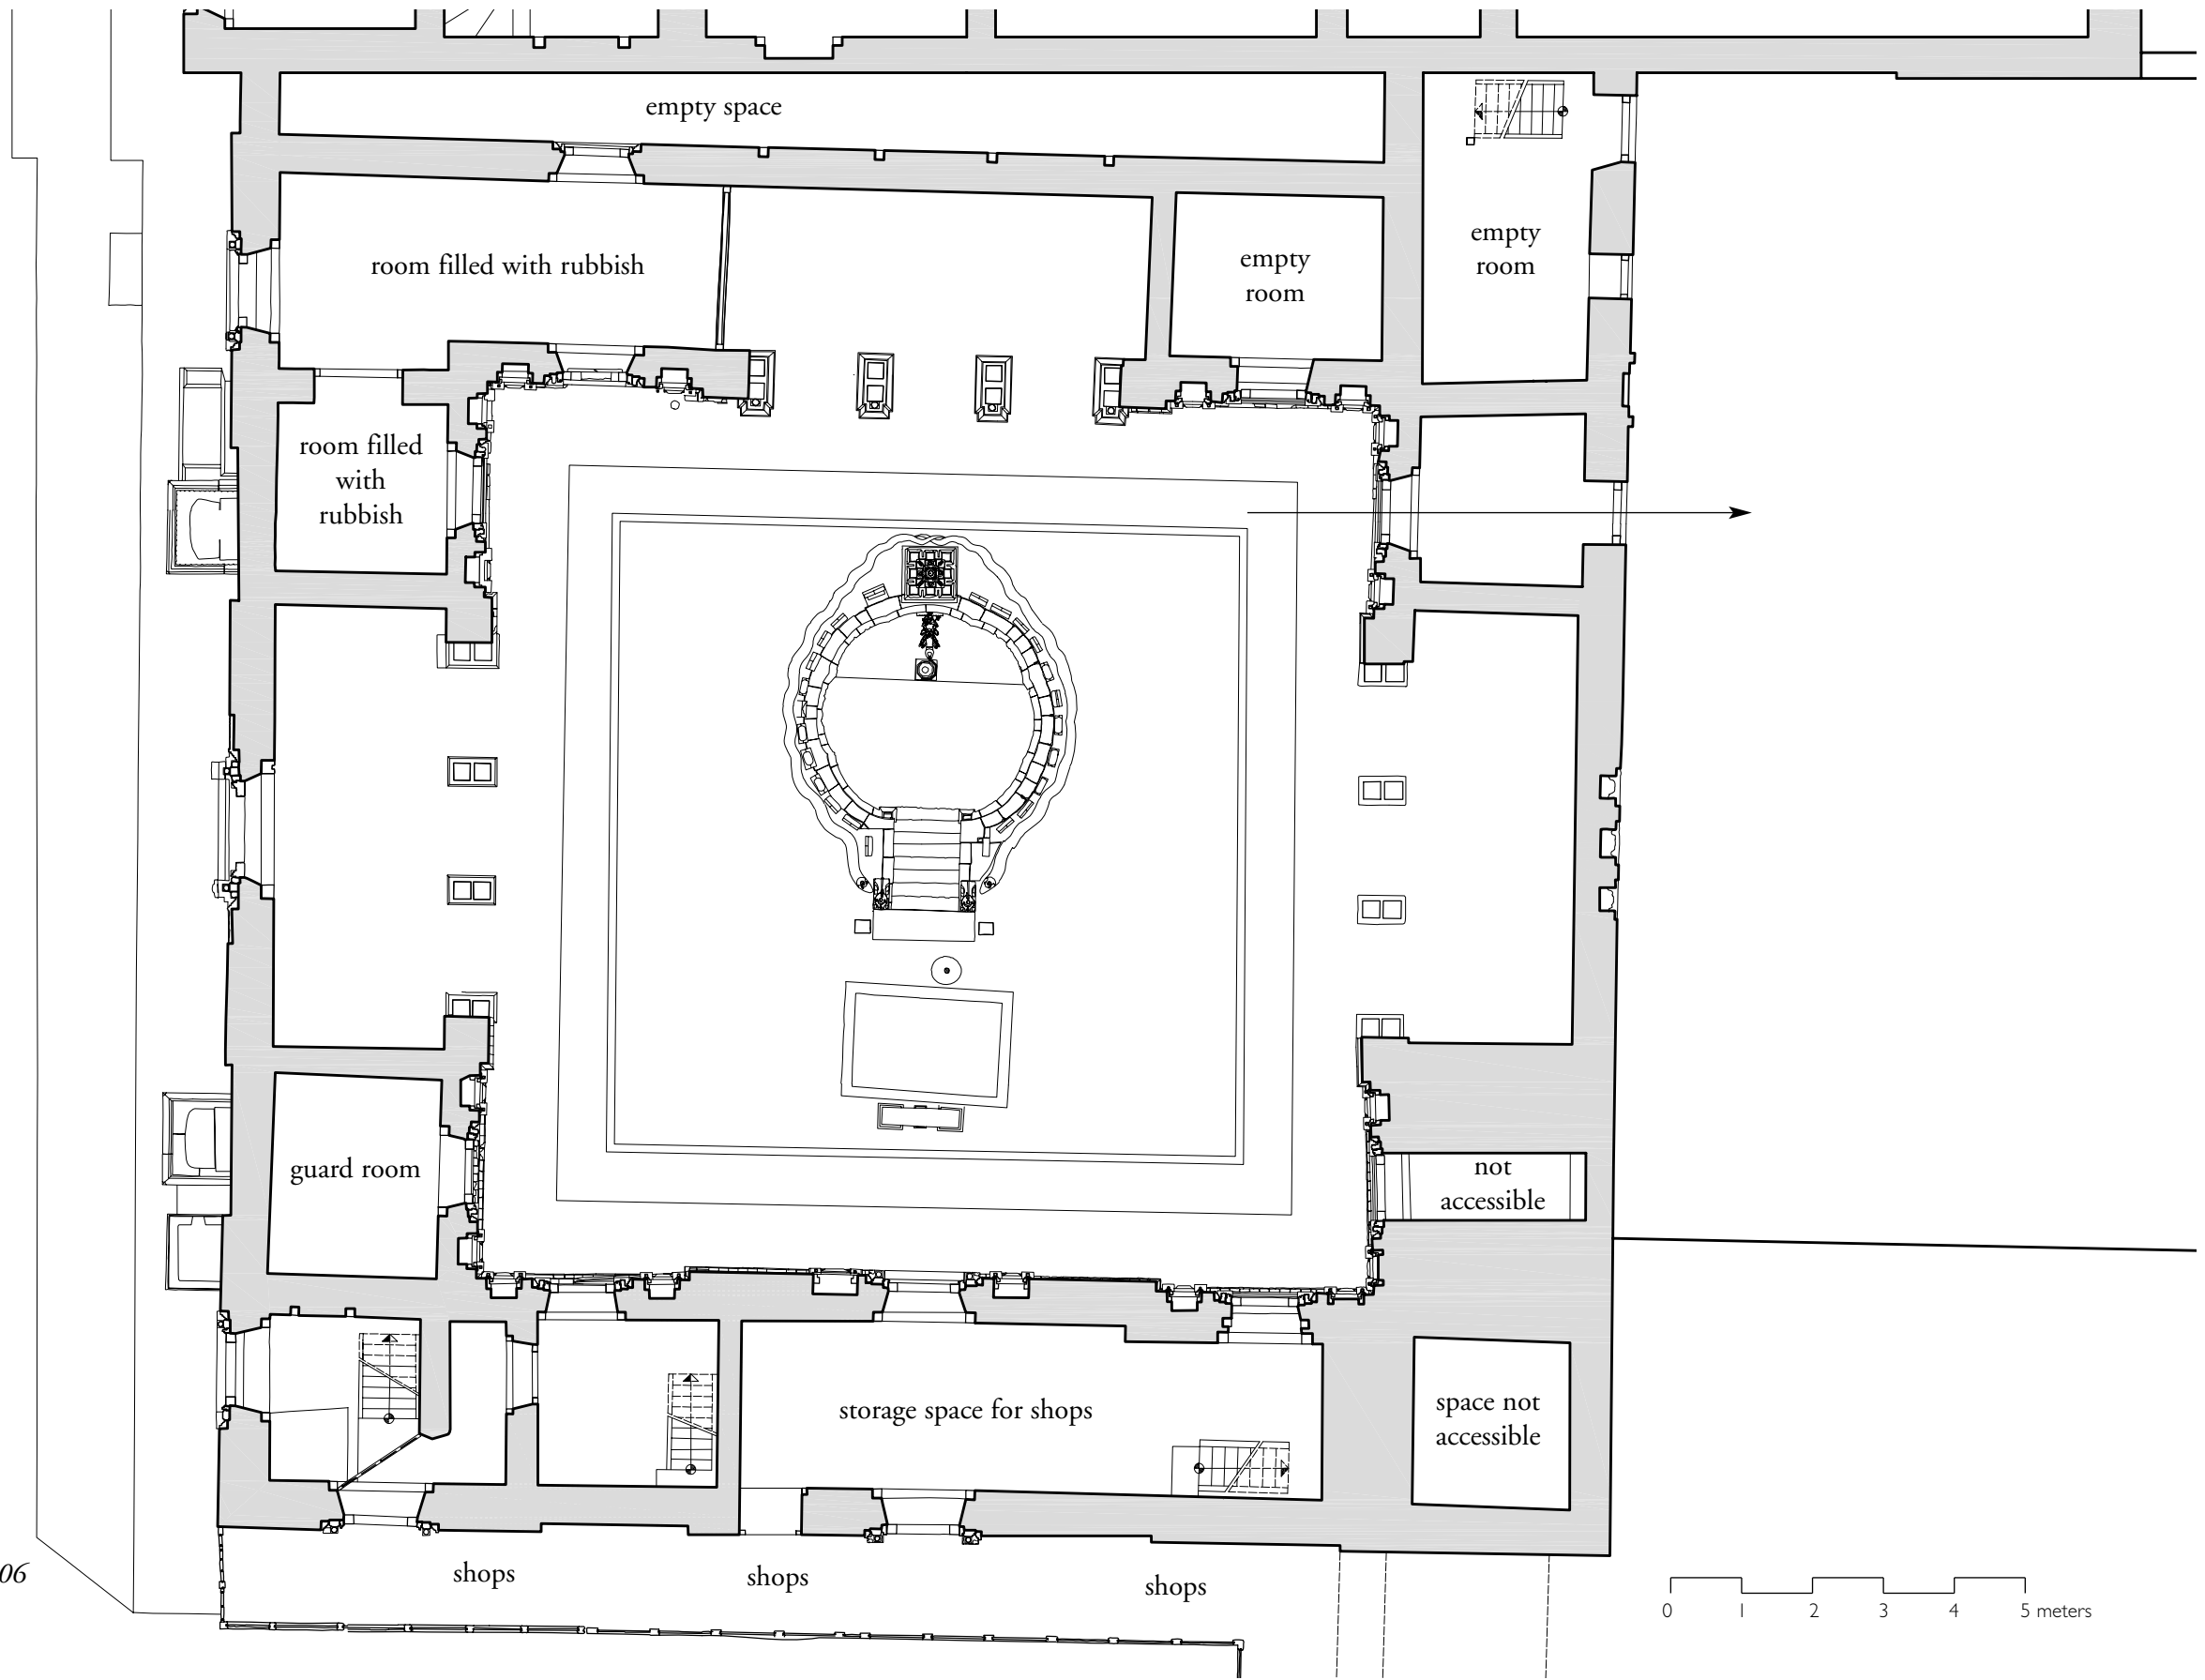 empty space
room filled with rubbish
empty
room
empty
room
room filled
with
rubbish
guard room
not
accessible
storage space for shops
space not
accessible
shops
shops
shops
06
0 1 2 3 4 5 meters